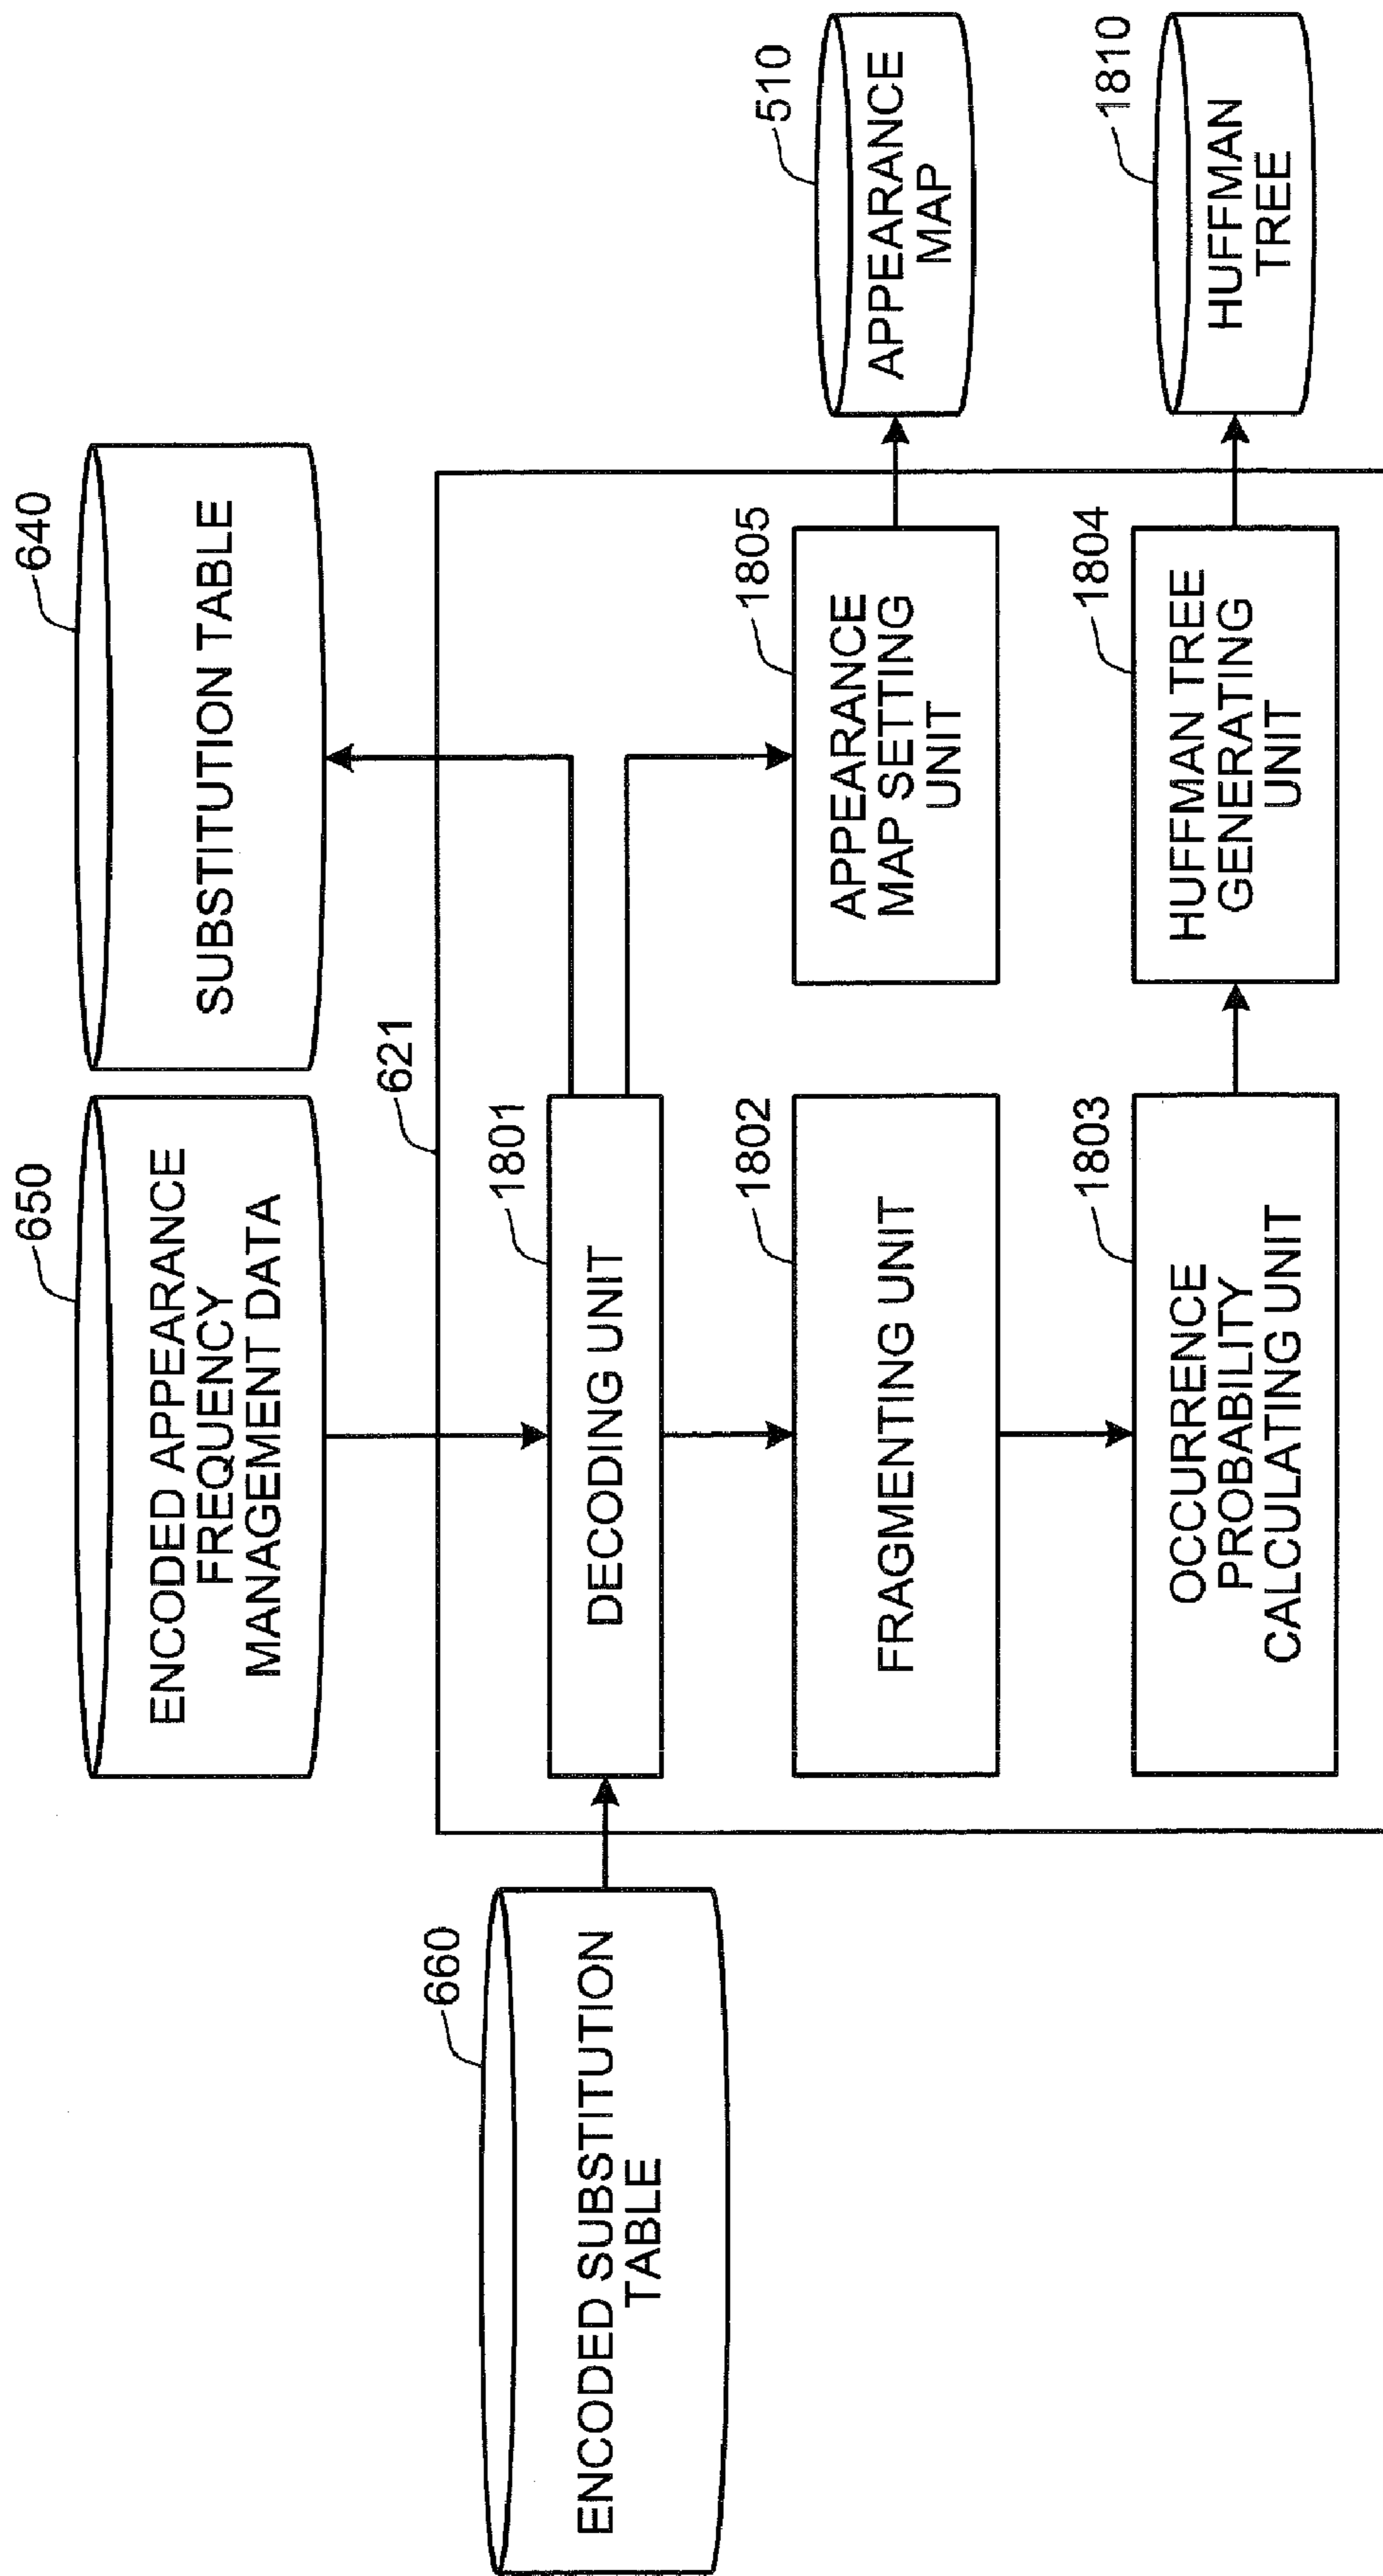 650
ENCODED APPEARANCE
FREQUENCY
MANAGEMENT DATA
640
SUBSTITUTION TABLE
660
ENCODED SUBSTITUTION
TABLE
621
1801
DECODING UNIT
1802
FRAGMENTING UNIT
1805
APPEARANCE
MAP SETTING
UNIT
510
APPEARANCE
MAP
1803
OCCURRENCE
PROBABILITY
CALCULATING UNIT
1804
HUFFMAN TREE
GENERATING
UNIT
1810
HUFFMAN
TREE